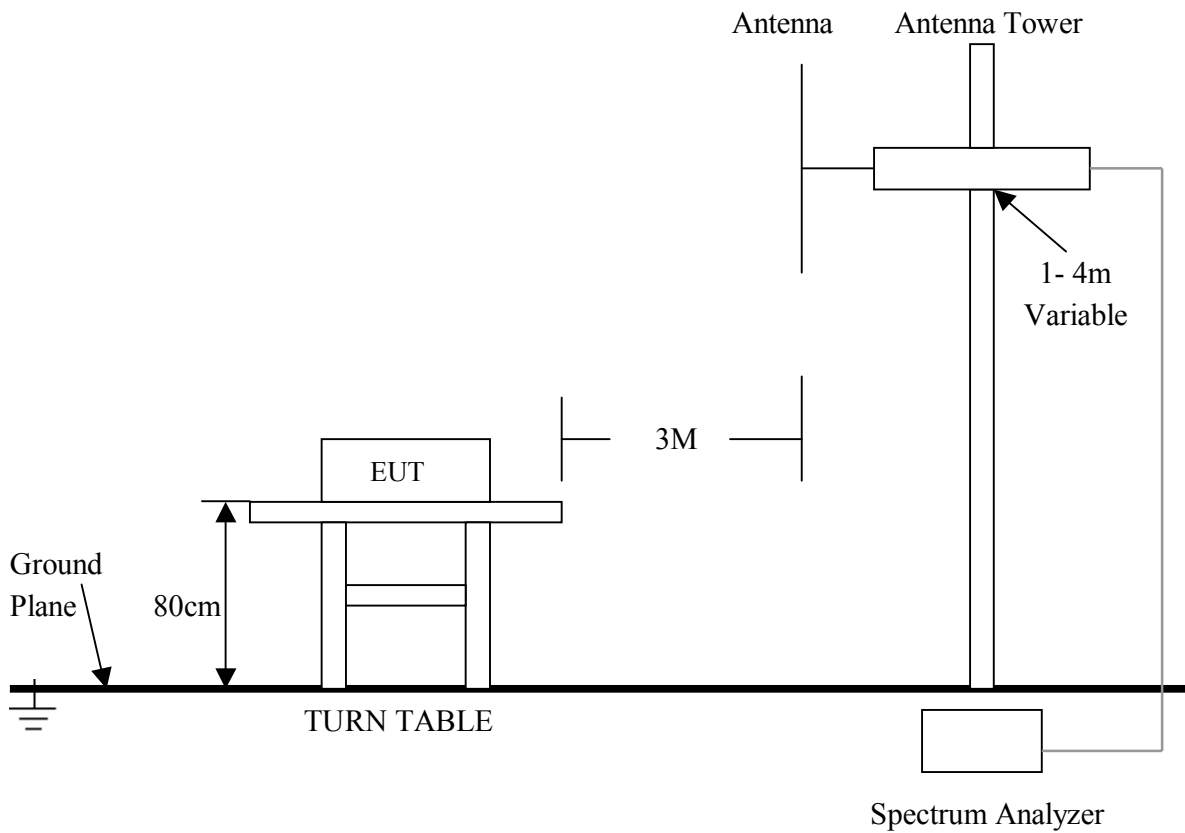 Antenna
Antenna Tower
1- 4m
Variable
3M
EUT
Ground
Plane
80cm
TURN TABLE
Spectrum Analyzer